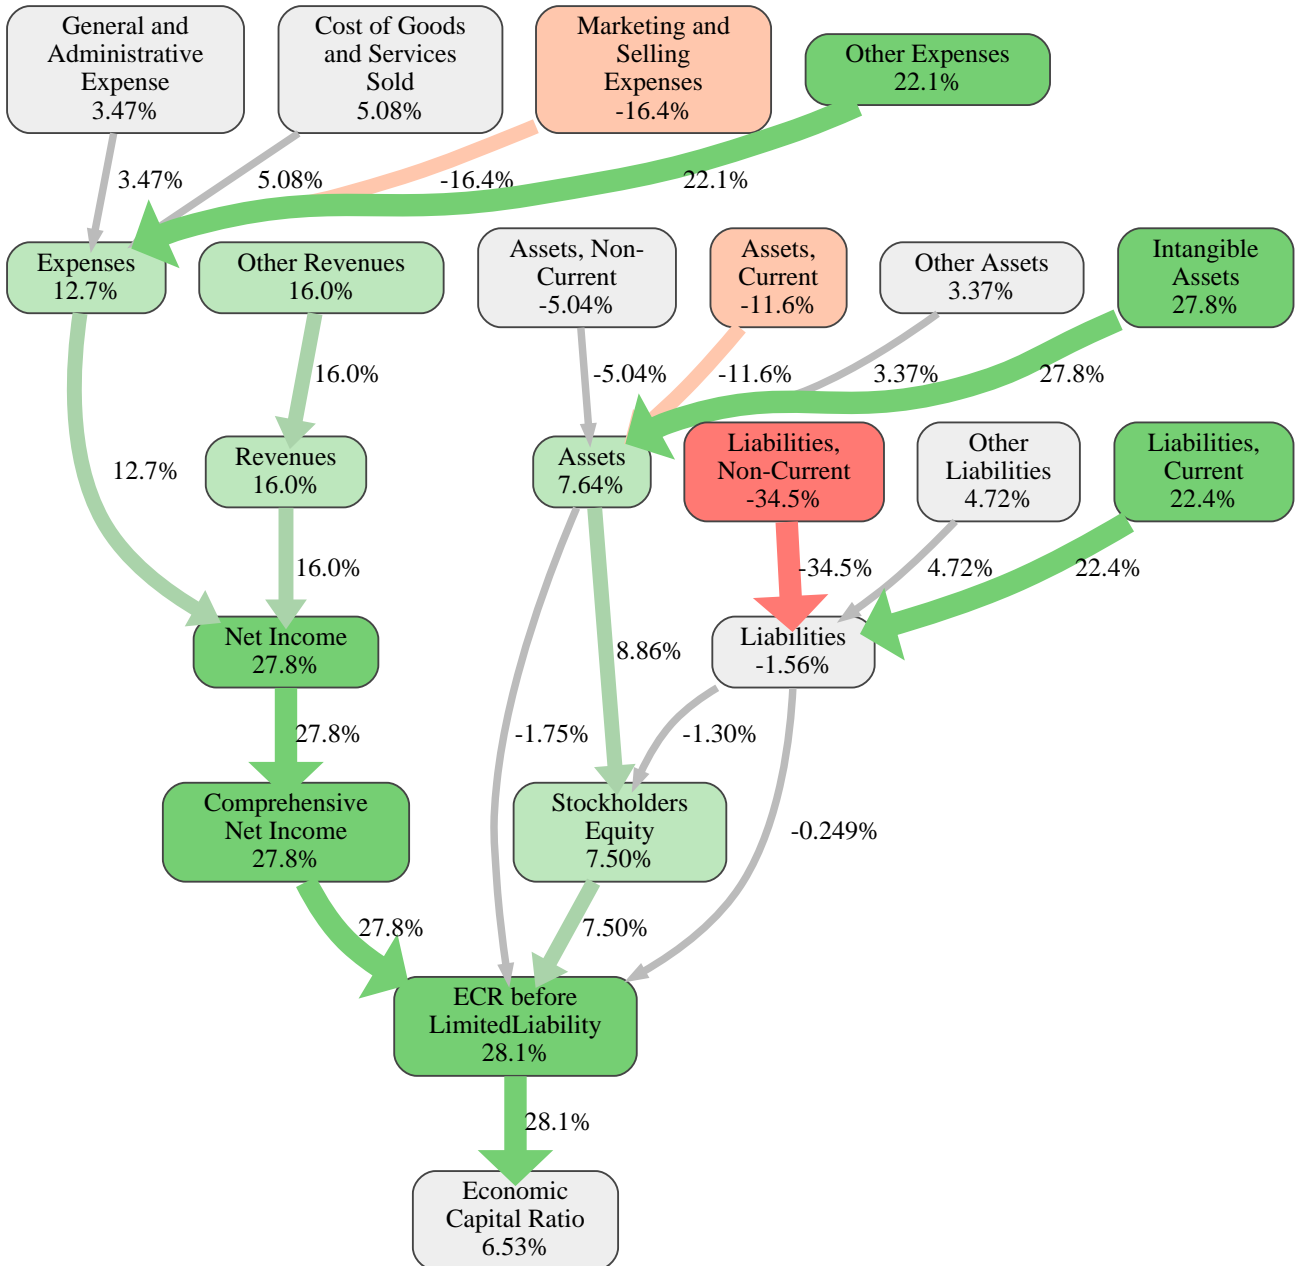 General and
Administrative
Expense
3.47%
Cost of Goods
and Services
Sold
5.08%
Marketing and
Selling
Expenses
-16.4%
Other Expenses
22.1%
3.47%
5.08%
-16.4%
22.1%
Expenses
12.7%
Other Revenues
16.0%
Assets, Non-
Current
-5.04%
Assets,
Current
-11.6%
Other Assets
3.37%
Intangible
Assets
27.8%
16.0%
-5.04%
-11.6%
3.37%
27.8%
12.7%
Revenues
16.0%
Assets
7.64%
Liabilities,
Non-Current
-34.5%
Other
Liabilities
4.72%
Liabilities,
Current
22.4%
16.0%
-34.5%
4.72%
22.4%
Net Income
27.8%
8.86%
Liabilities
-1.56%
27.8%
-1.75%
-1.30%
Comprehensive
Net Income
27.8%
Stockholders
Equity
7.50%
-0.249%
27.8%
7.50%
ECR before
LimitedLiability
28.1%
28.1%
Economic
Capital Ratio
6.53%